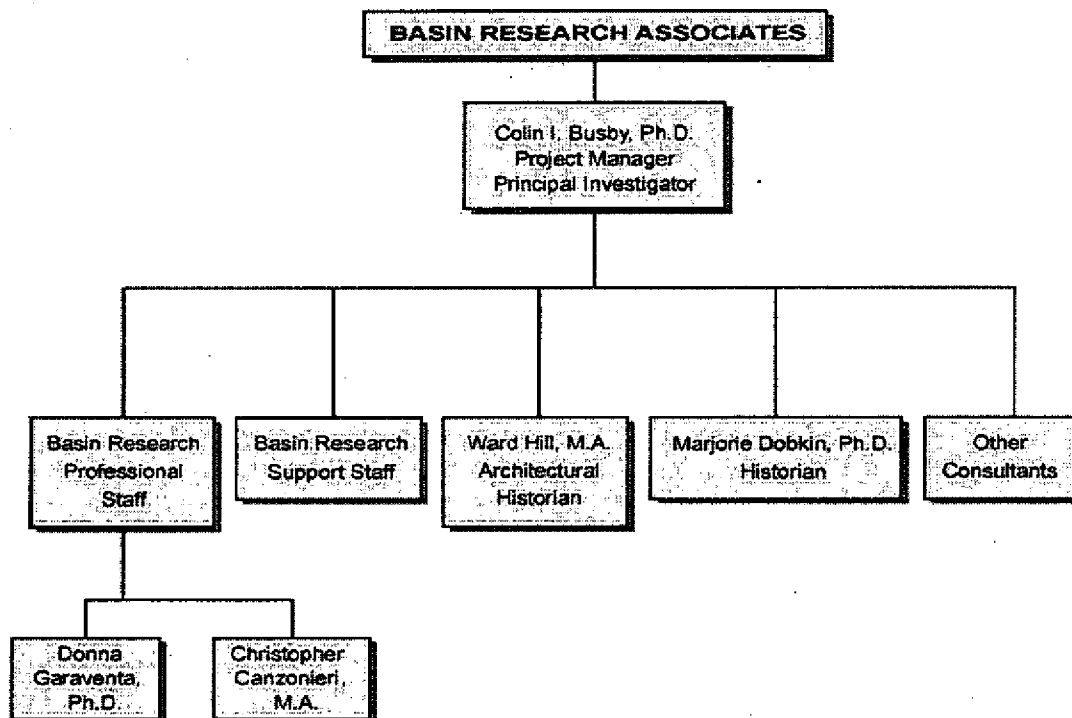 BASIN RESEARCH ASSOCIATES
Colin I. Busby, Ph.D.
Project Manager
Principal Investigator
Basin Research
Professional
Staff
Basin Research
Support Staff
Ward Hill, M.A.
Architectural
Historian
Marjorie Dobkin, Ph.D.
Historian
Other
Consultants
Donna
Garaventa,
Ph.D.
Christopher
Canzonieri,
M.A.